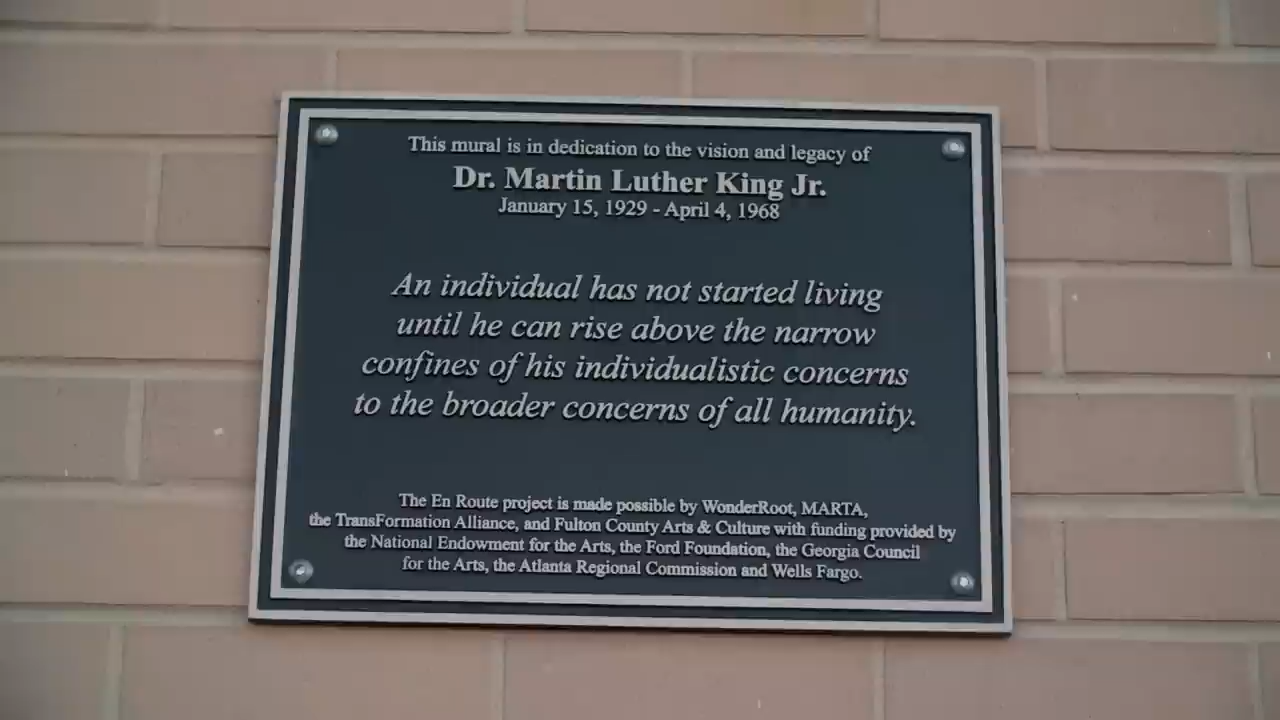 This mural is in dedication to the vision and legacy of
Dr. Martin Luther King Jr.
January 15, 1929 - April 4, 1968
An individual has not started living
until he can rise above the narrow
confines of his individualistic concerns
to the broader concerns of all humanity.
The En Route project is made possible by WonderRoot, MARTA,
the TransFormation Alliance, and Fulton County Arts & Culture with funding provided by
the National Endowment for the Arts, the Ford Foundation, the Georgia Council
for the Arts, the Atlanta Regional Commission and Wells Fargo.